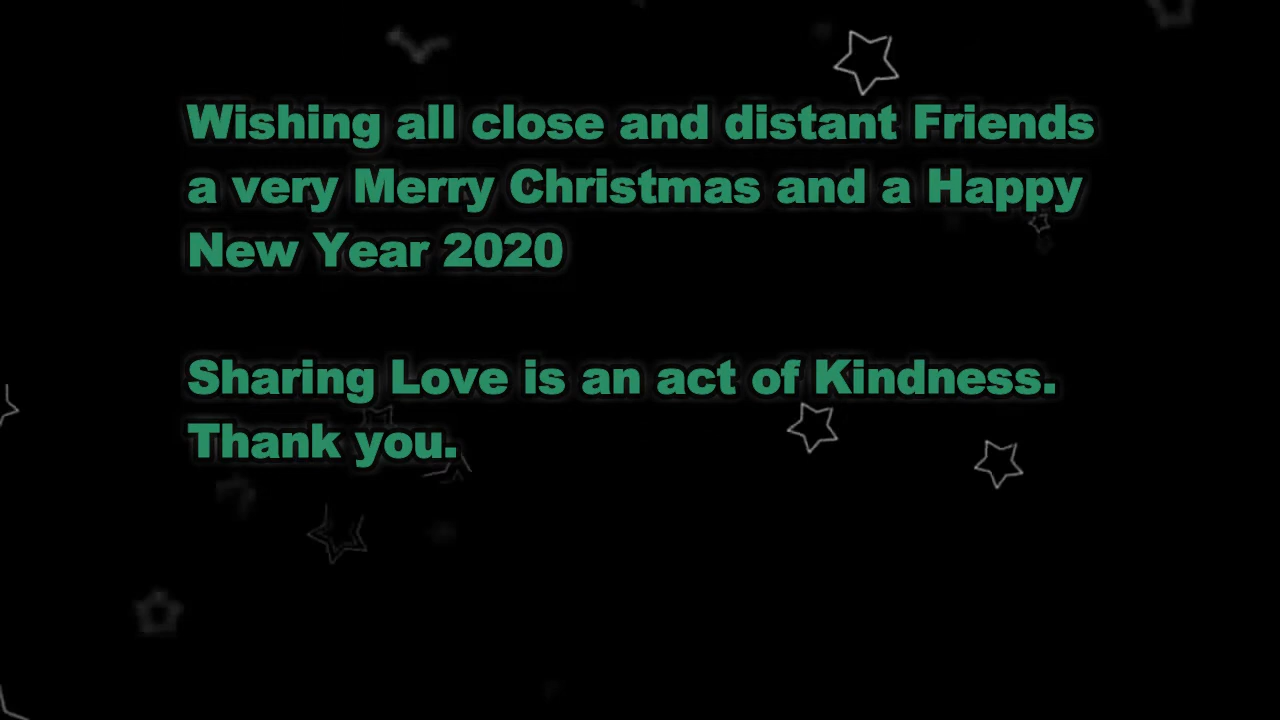 Wishing all close and distant Friends
a very Merry Christmas and a Happy
New Year 2020
Sharing Love is an act of Kindness.
Thank you.